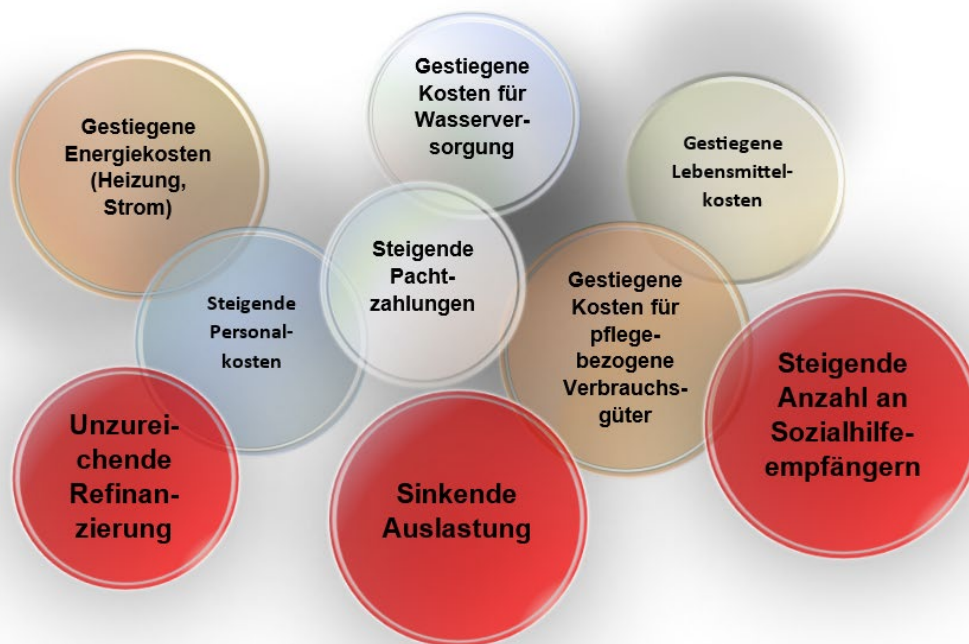 Gestiegene
Energiekosten
(Heizung,
Strom)
Gestiegene
Kosten für
Wasserver-
sorgung
Gestiegene
Lebensmittel-
kosten
Steigende
Personal-
kosten
Steigende
Pacht-
zahlungen
Gestiegene
Kosten für
pflege-
bezogene
Verbrauchs-
güter
Unzurei-
chende
Refinan-
zierung
Sinkende
Auslastung
Steigende
Anzahl an
Sozialhilfe-
empfängern